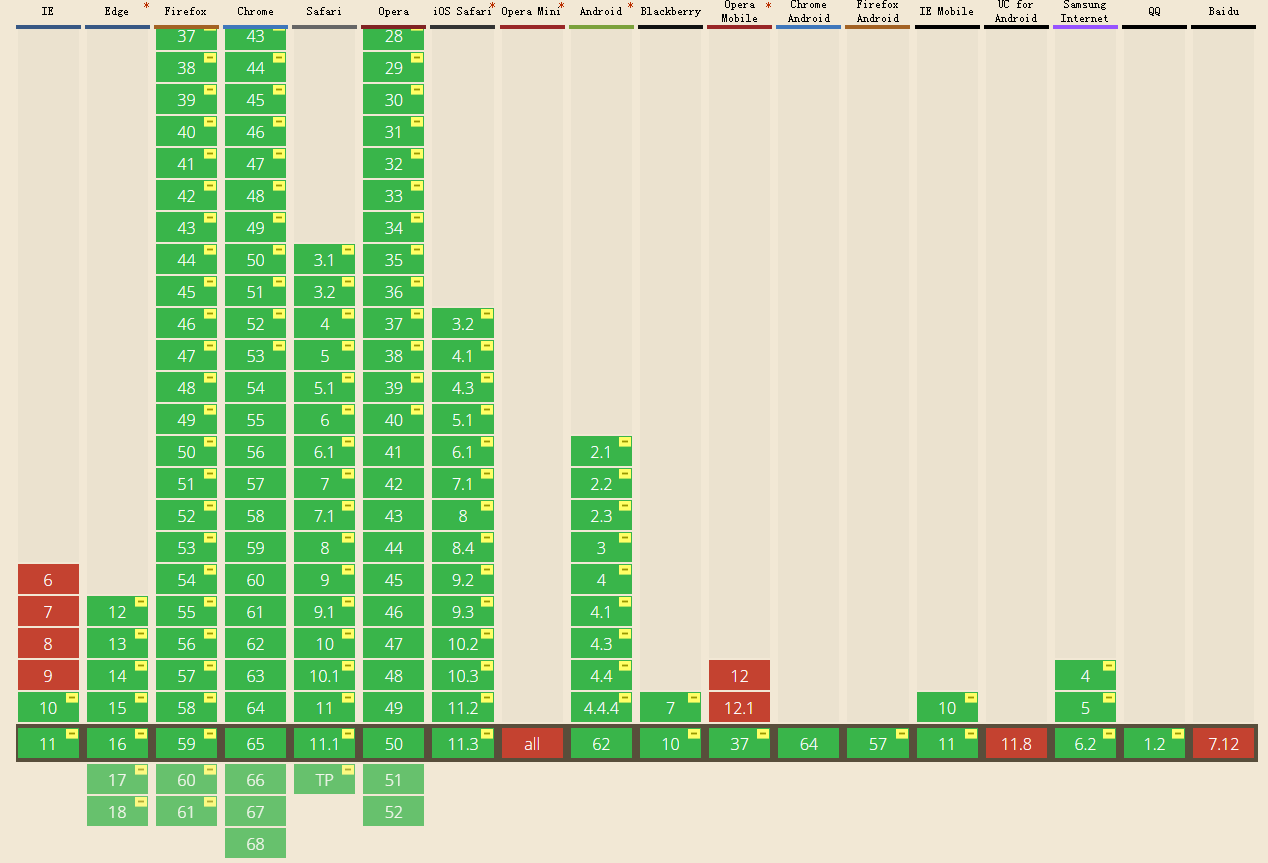 IE Edge * Firefox Chrome Safari Opera iOS Safari * Opera Mini * Android * Blackberry Opera Mobile * Chrome Android Firefox Android IE Mobile UC for Android Samsung Internet QQ Baidu
37 43 28
38 44 29
39 45 30
40 46 31
41 47 32
42 48 33
43 49 34
44 50 3.1 35
45 51 3.2 36
46 52 4 37 3.2
47 53 5 38 4.1
48 54 5.1 39 4.3
49 55 6 40 5.1
50 56 6.1 41 6.1 2.1
51 57 7 42 7.1 2.2
52 58 7.1 43 8 2.3
53 59 8 44 8.4 3
6 54 60 9 45 9.2 4
7 12 55 61 9.1 46 9.3 4.1
8 13 56 62 10 47 10.2 4.3
9 14 57 63 10.1 48 10.3 4.4 12 4
10 15 58 64 11 49 11.2 4.4.4 7 12.1 10 5
11 16 59 65 11.1 50 11.3 all 62 10 37 64 57 11 11.8 6.2 1.2 7.12
17 60 66 TP 51
18 61 67 52
68